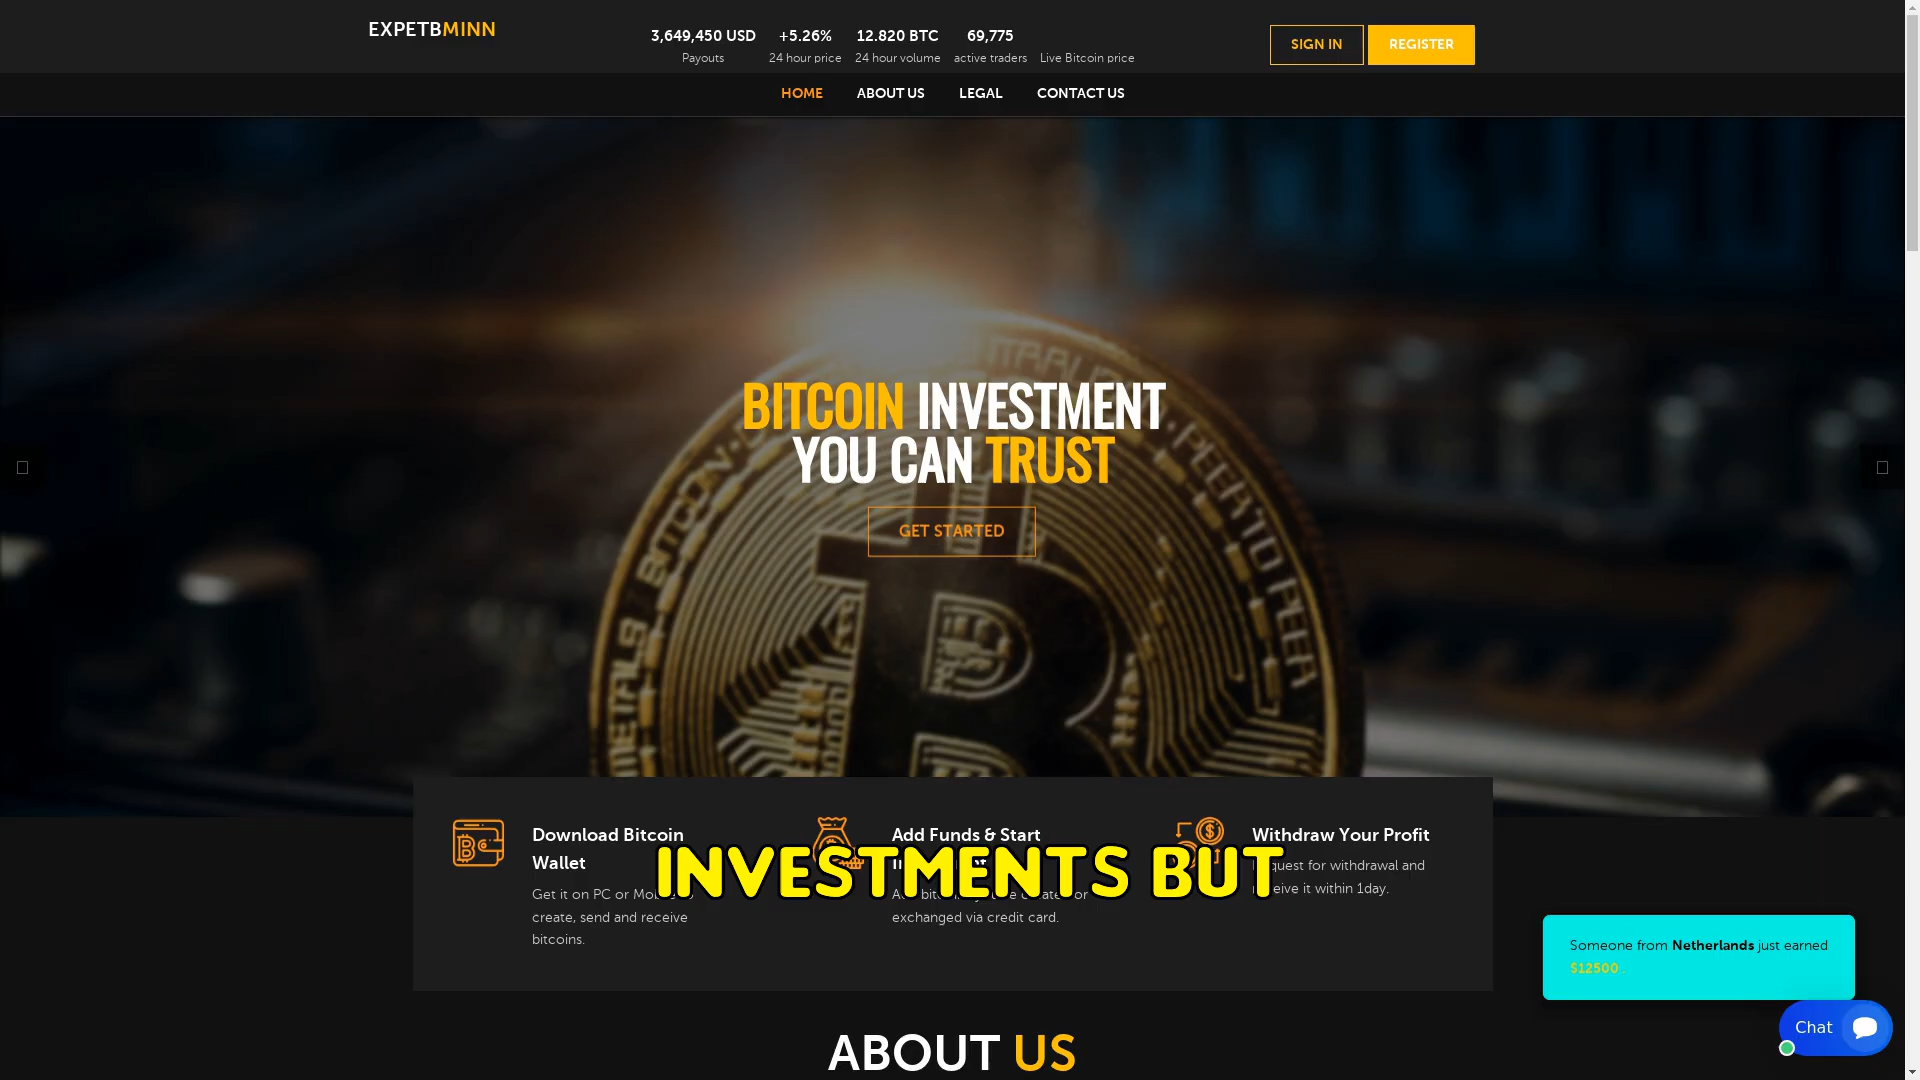 EXPETBMINN
3,649,450 USD
Payouts
+5.26%
24 hour price
12.820 BTC
24 hour volume
69,775
active traders
Live Bitcoin price
SIGN IN
REGISTER
HOME
ABOUT US
LEGAL
CONTACT US
BITCOIN INVESTMENT
YOU CAN TRUST
GET STARTED
Download Bitcoin
Wallet
Get it on PC or
create, send and receive
bitcoins.
Add Funds & Start
exchanged via credit card.
Withdraw Your Profit
for withdrawal and
it within 1day.
INVESTMENTS BUT
Someone from Netherlands just earned
$12500 .
Chat
ABOUT US